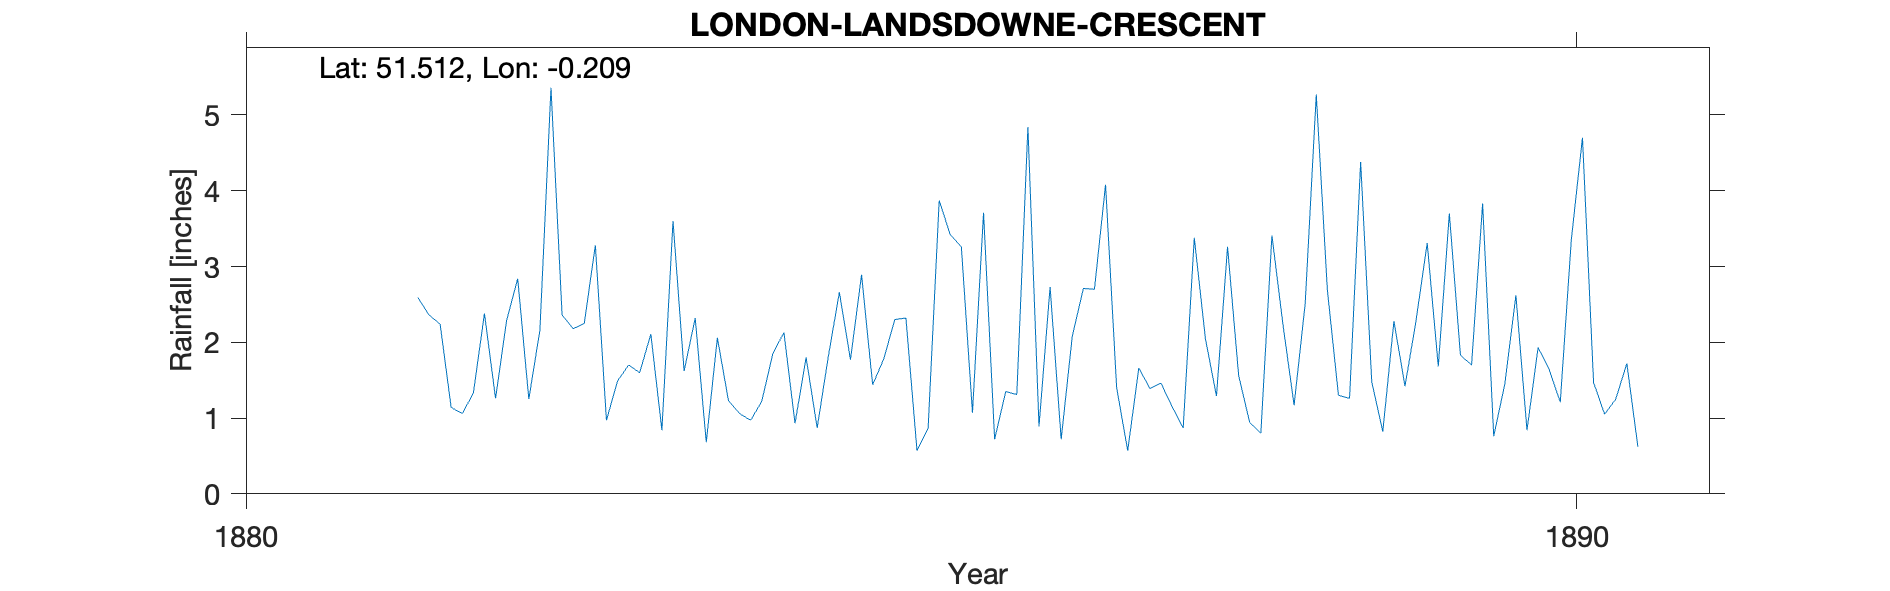 LONDON-LANDSDOWNE-CRESCENT
Lat: 51.512, Lon: -0.209
5
4
3
2
1
0
Rainfall [inches]
1880
1890
Year